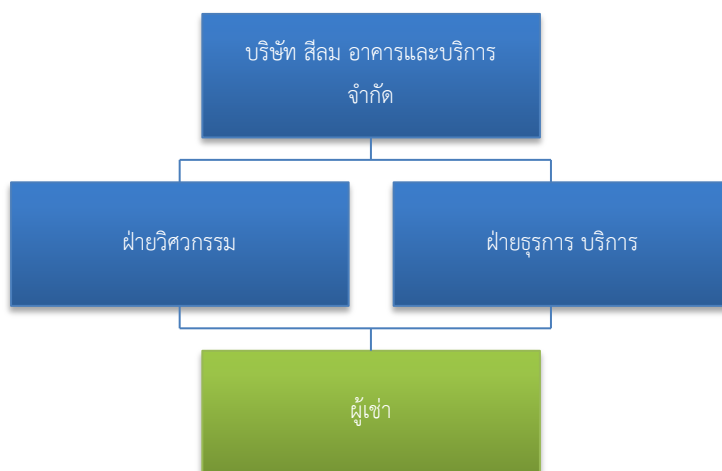 บริษัท สีลม อาคารและบริการ
จำกัด
ฝ่ายวิศวกรรม
ฝ่ายธุรการ บริการ
ผู้เช่า